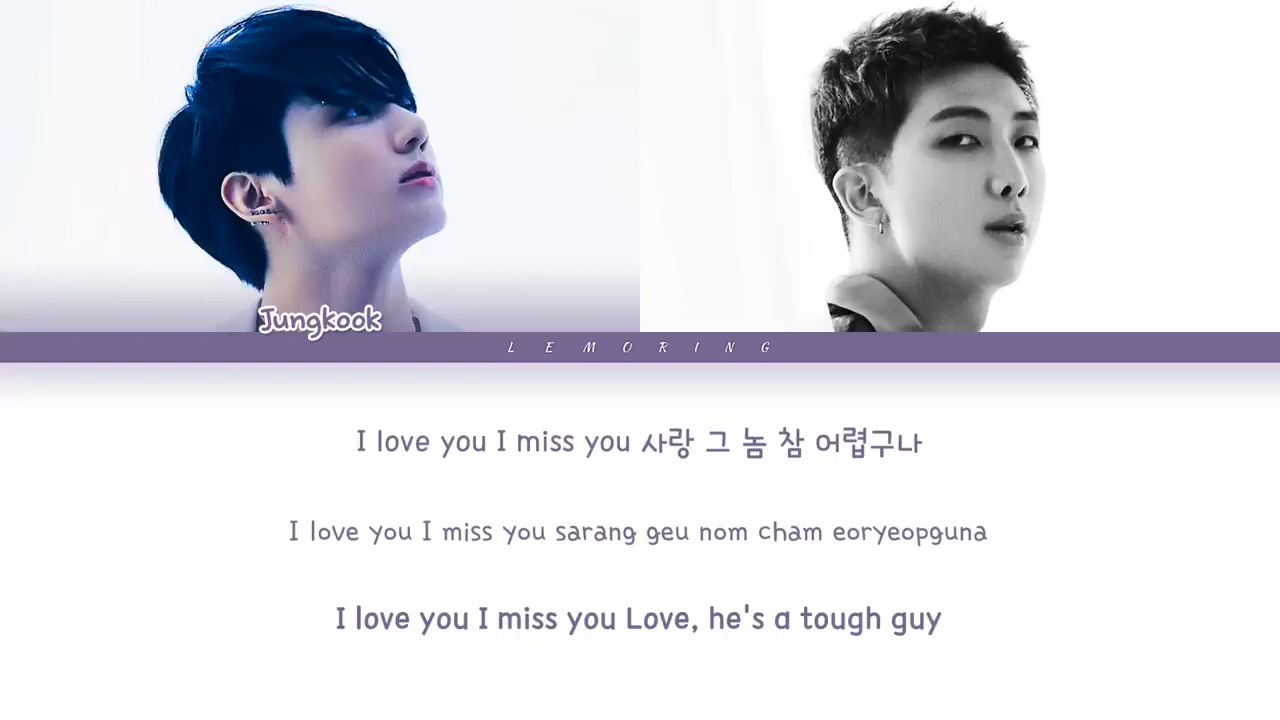 Jungkook
LEMORING
I love you I miss you 사랑 그 놈 참 어렵구나
I love you I miss you sarang geu nom cham eoryeopguna
I love you I miss you Love, he's a tough guy